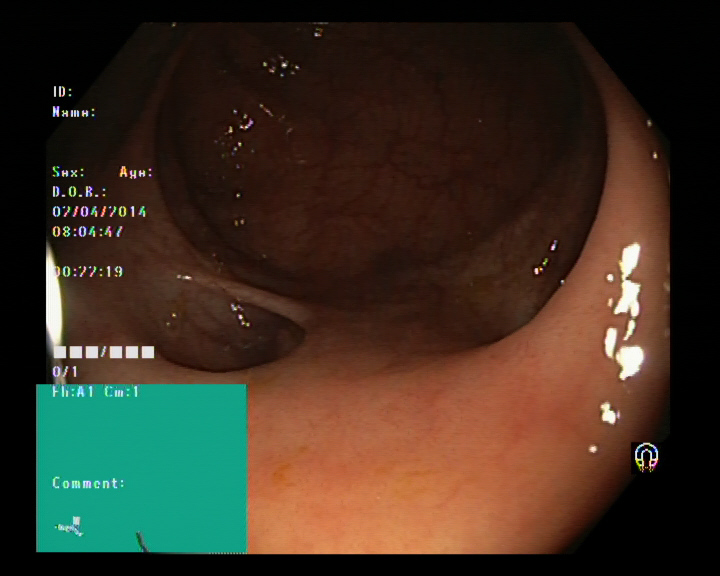 ID:
Name:
Sex: Age:
D.O.B.:
02/04/2014
08:04:47
00:22:19
■■■/■■■
0/1
Eh:A1 Cm:1
Comment: